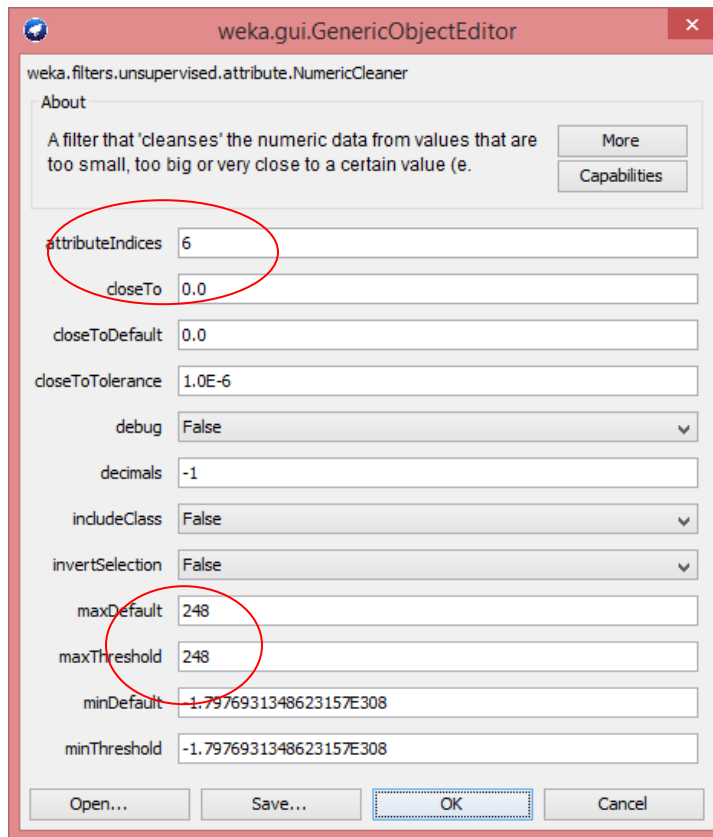 weka.gui.GenericObjectEditor
weka.filters.unsupervised.attribute.NumericCleaner
About
A filter that 'cleanses' the numeric data from values that are
too small, too big or very close to a certain value (e.
More
Capabilities
attributeIndices 6
closeTo 0.0
closeToDefault 0.0
closeToTolerance 1.0E-6
debug False
decimals -1
includeClass False
invertSelection False
maxDefault 248
maxThreshold 248
minDefault -1.7976931348623157E308
minThreshold -1.7976931348623157E308
Open... Save... OK Cancel